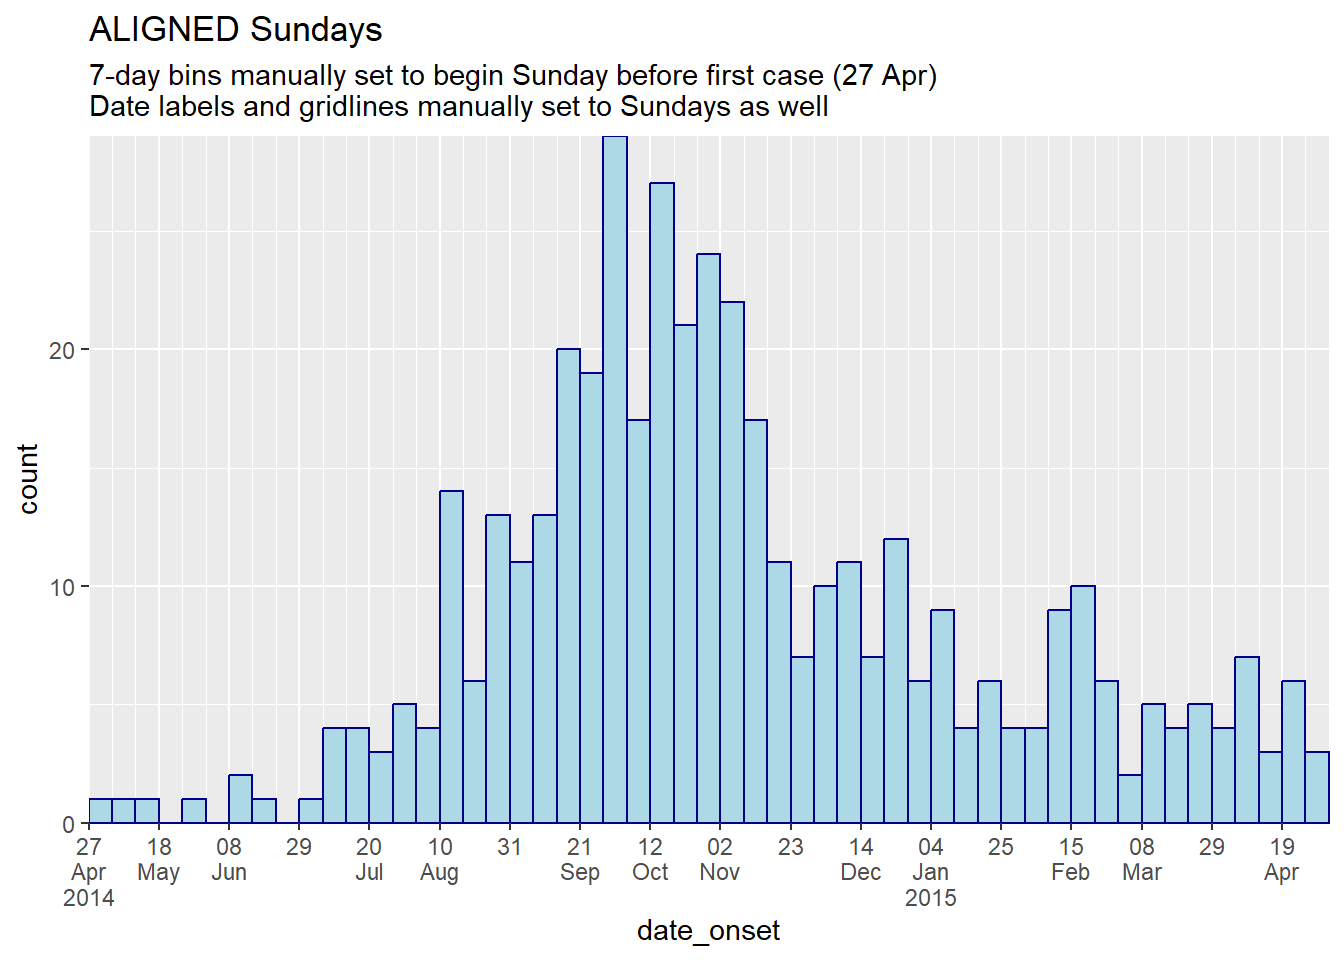 ALIGNED Sundays
7-day bins manually set to begin Sunday before first case (27 Apr)
Date labels and gridlines manually set to Sundays as well
count
20
10
0
27 18 08 29 20 10 31 21 12 02 23 14 04 25 15 08 29 19
Apr May Jun Jul Aug Sep Oct Nov Dec Jan Feb Mar Apr
2014 2015
date_onset